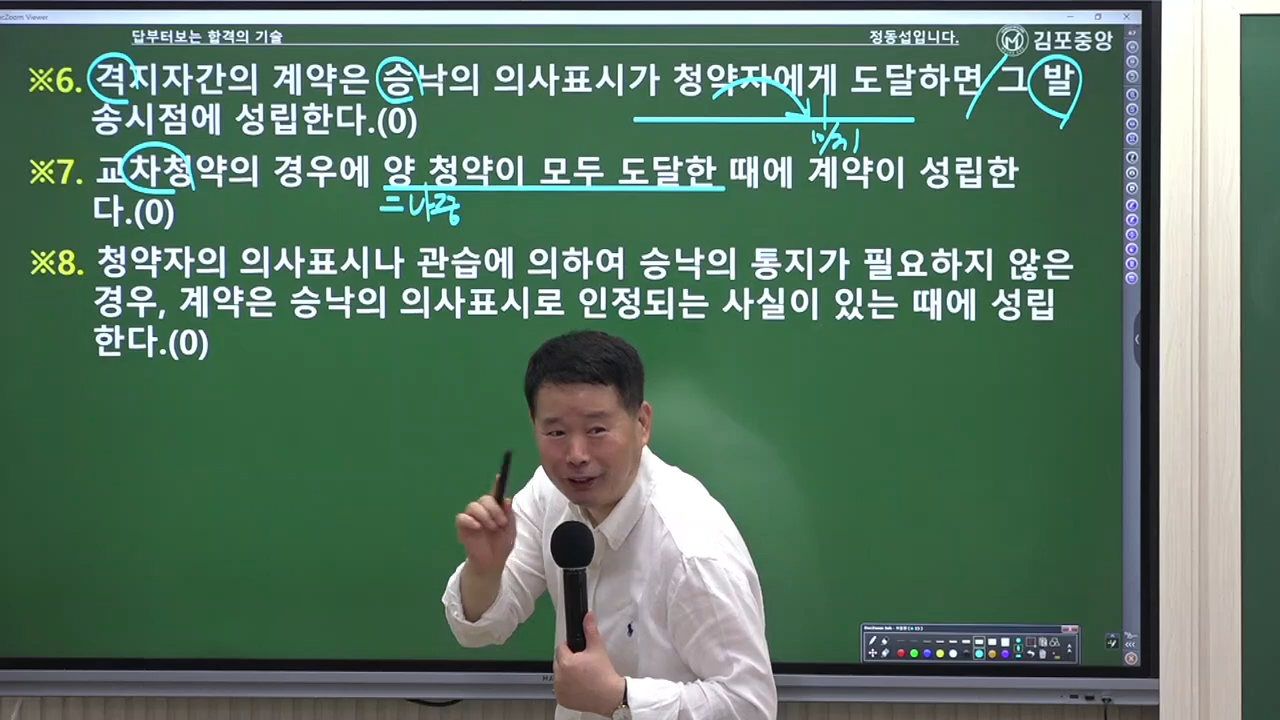 답부터보는 합격의 기술
정동섭입니다.
김포중앙
※6. 격지자간의 계약은 승낙의 의사표시가 청약자에게 도달하면 그 발
송시점에 성립한다.(0)
※7. 교차청약의 경우에 양 청약이 모두 도달한 때에 계약이 성립한
=나중
다.(0)
※8. 청약자의 의사표시나 관습에 의하여 승낙의 통지가 필요하지 않은
경우, 계약은 승낙의 의사표시로 인정되는 사실이 있는 때에 성립
한다.(0)